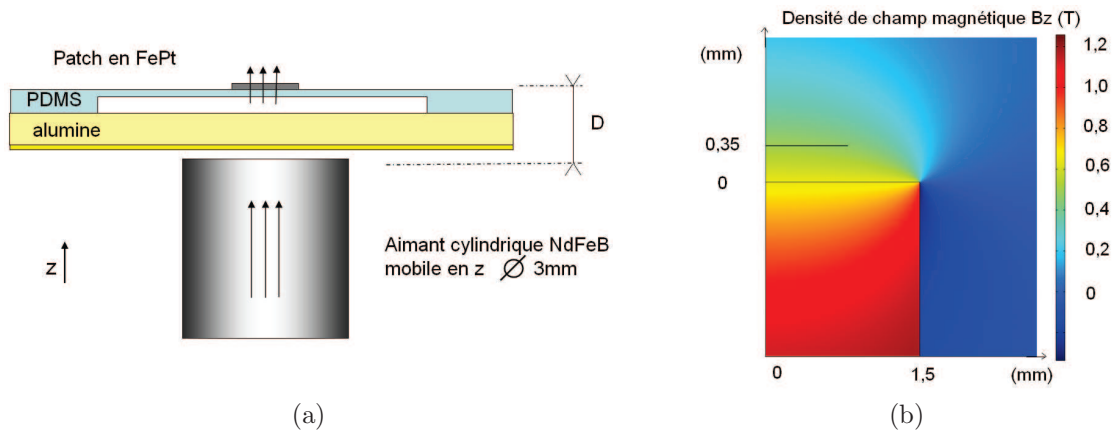 Patch en FePt
PDMS
alumine
D
z
Aimant cylindrique NdFeB
mobile en z Ø 3mm
(a)
Densité de champ magnétique Bz (T)
(mm)
0,35
0
0
1,5
(mm)
1,2
1,0
0,8
0,6
0,4
0,2
0
(b)